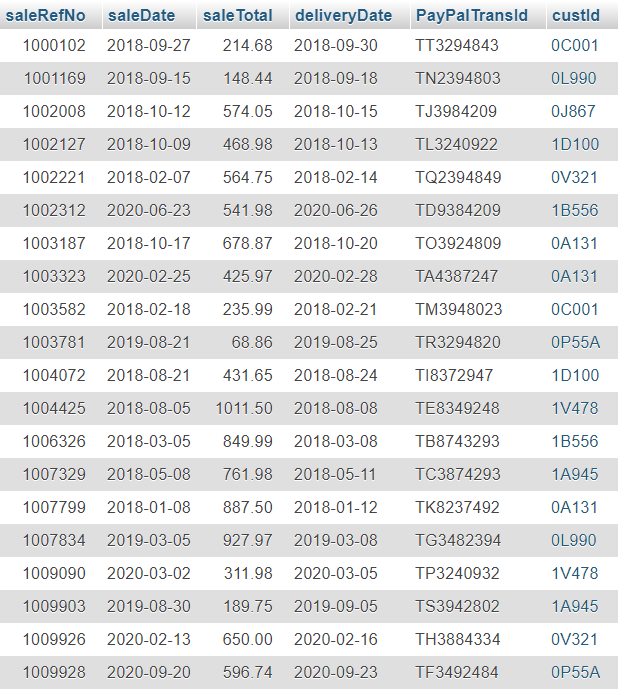 saleRefNo saleDate saleTotal deliveryDate PayPalTransId custId
1000102 2018-09-27 214.68 2018-09-30 TT3294843 0C001
1001169 2018-09-15 148.44 2018-09-18 TN2394803 0L990
1002008 2018-10-12 574.05 2018-10-15 TJ3984209 0J867
1002127 2018-10-09 468.98 2018-10-13 TL3240922 1D100
1002221 2018-02-07 564.75 2018-02-14 TQ2394849 0V321
1002312 2020-06-23 541.98 2020-06-26 TD9384209 1B556
1003187 2018-10-17 678.87 2018-10-20 TO3924809 0A131
1003323 2020-02-25 425.97 2020-02-28 TA4387247 0A131
1003582 2018-02-18 235.99 2018-02-21 TM3948023 0C001
1003781 2019-08-21 68.86 2019-08-25 TR3294820 0P55A
1004072 2018-08-21 431.65 2018-08-24 TI8372947 1D100
1004425 2018-08-05 1011.50 2018-08-08 TE8349248 1V478
1006326 2018-03-05 849.99 2018-03-08 TB8743293 1B556
1007329 2018-05-08 761.98 2018-05-11 TC3874293 1A945
1007799 2018-01-08 887.50 2018-01-12 TK8237492 0A131
1007834 2019-03-05 927.97 2019-03-08 TG3482394 0L990
1009090 2020-03-02 311.98 2020-03-05 TP3240932 1V478
1009903 2019-08-30 189.75 2019-09-05 TS3942802 1A945
1009926 2020-02-13 650.00 2020-02-16 TH3884334 0V321
1009928 2020-09-20 596.74 2020-09-23 TF3492484 0P55A